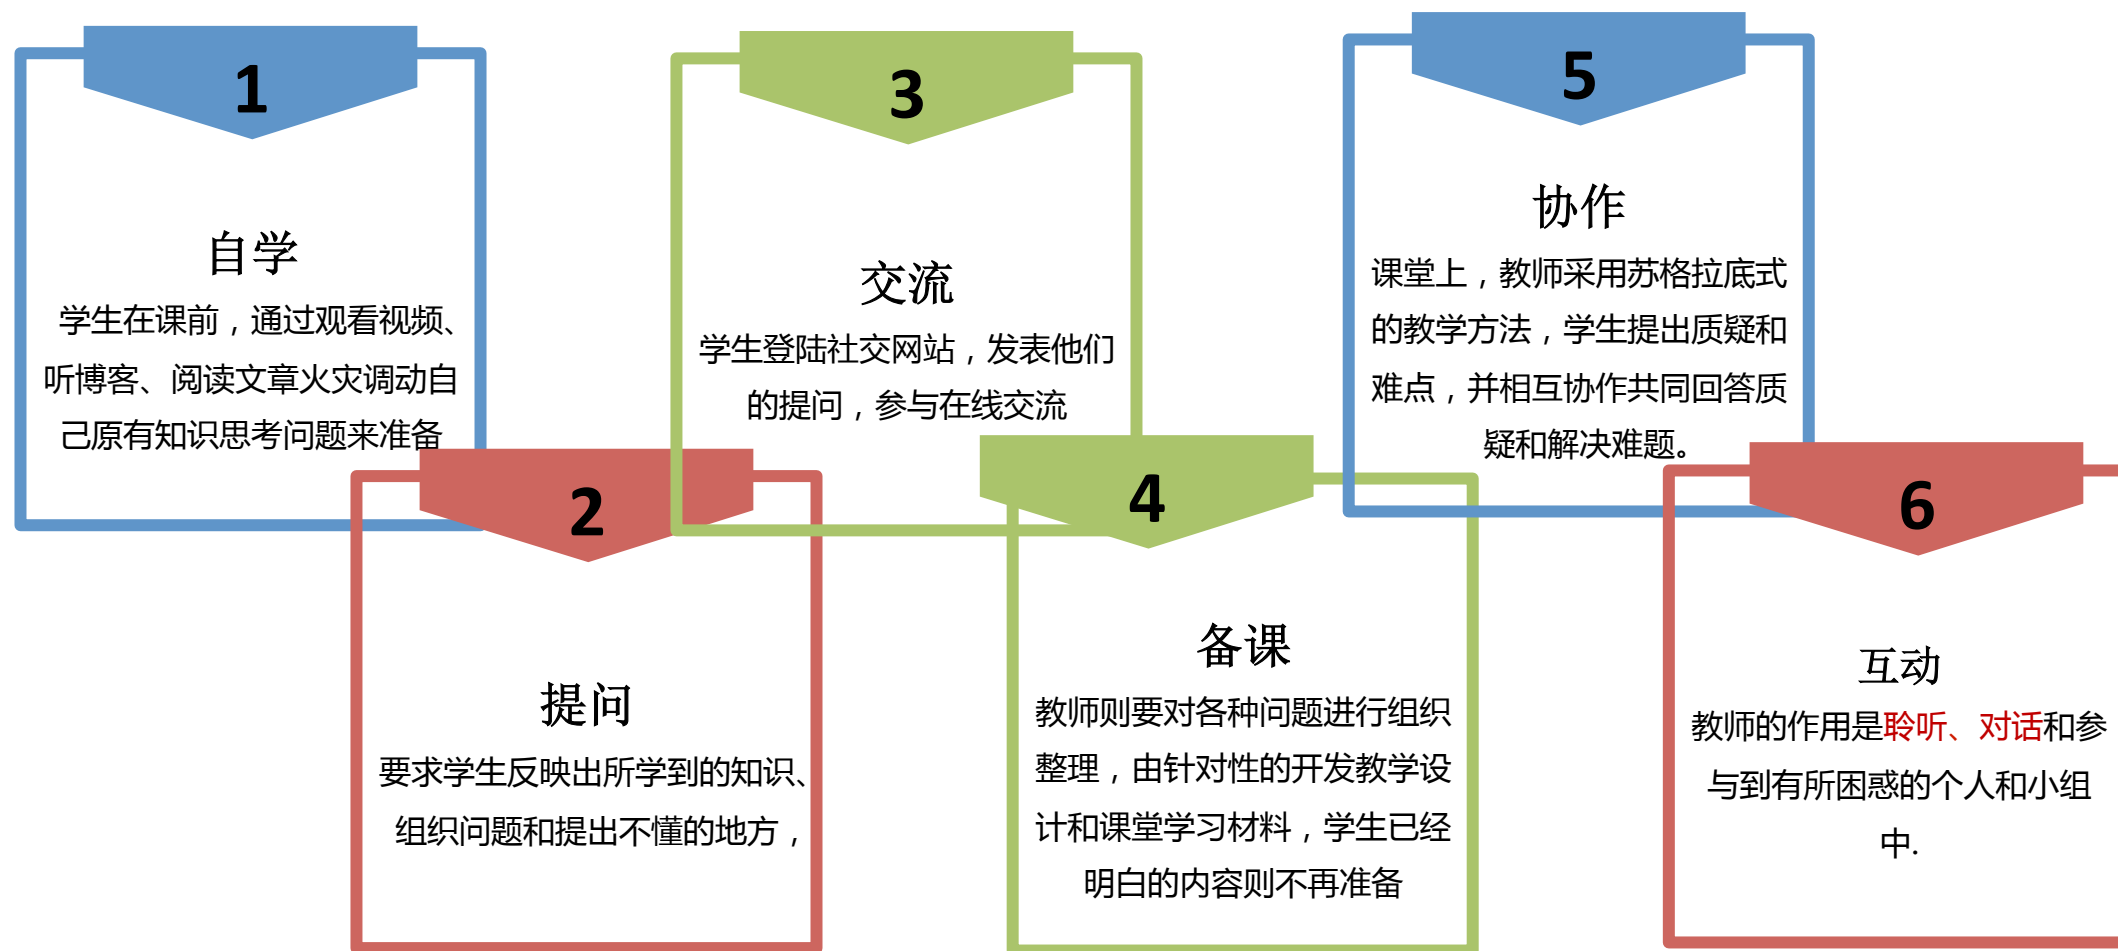 1
自学
学生在课前，通过观看视频、
听博客、阅读文章火灾调动自
己原有知识思考问题来准备
2
提问
要求学生反映出所学到的知识、
组织问题和提出不懂的地方，
3
交流
学生登陆社交网站，发表他们
的提问，参与在线交流
4
备课
教师则要对各种问题进行组织
整理，由针对性的开发教学设
计和课堂学习材料，学生已经
明白的内容则不再准备
5
协作
课堂上，教师采用苏格拉底式
的教学方法，学生提出质疑和
难点，并相互协作共同回答质
疑和解决难题。
6
互动
教师的作用是聆听、对话和参
与到有所困惑的个人和小组
中.